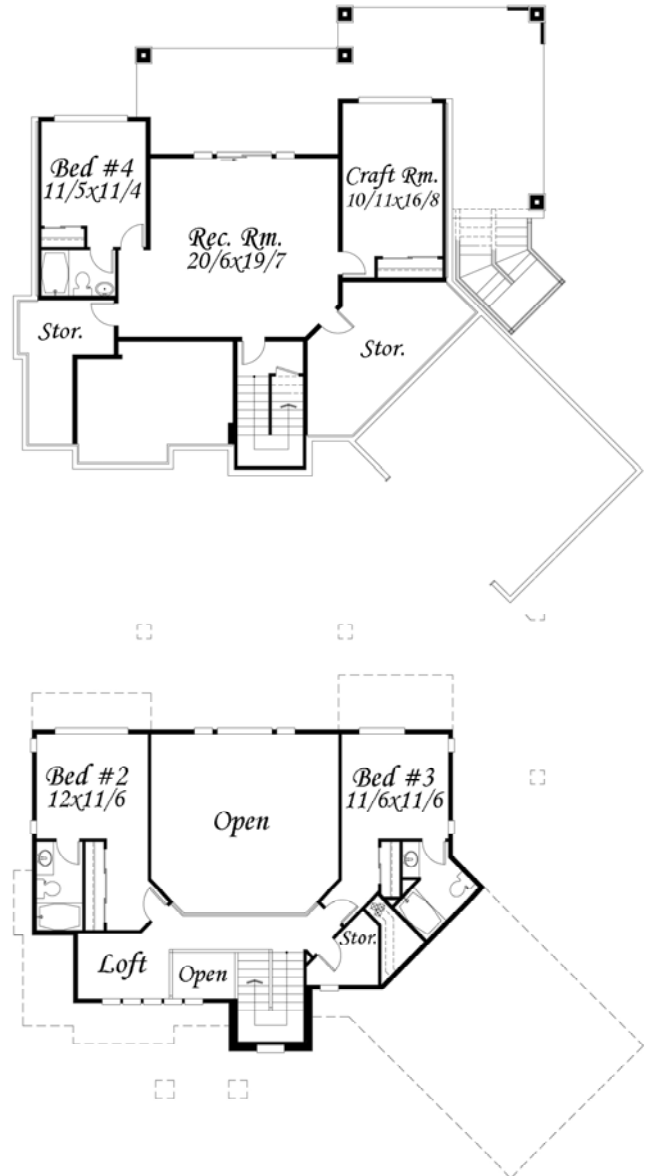 Bed #4
11/5x11/4
Craft Rm.
10/11x16/8
Rec. Rm.
20/6x19/7
Stor.
Stor.
Bed #2
12x11/6
Bed #3
11/6x11/6
Open
Stor.
Loft
Open